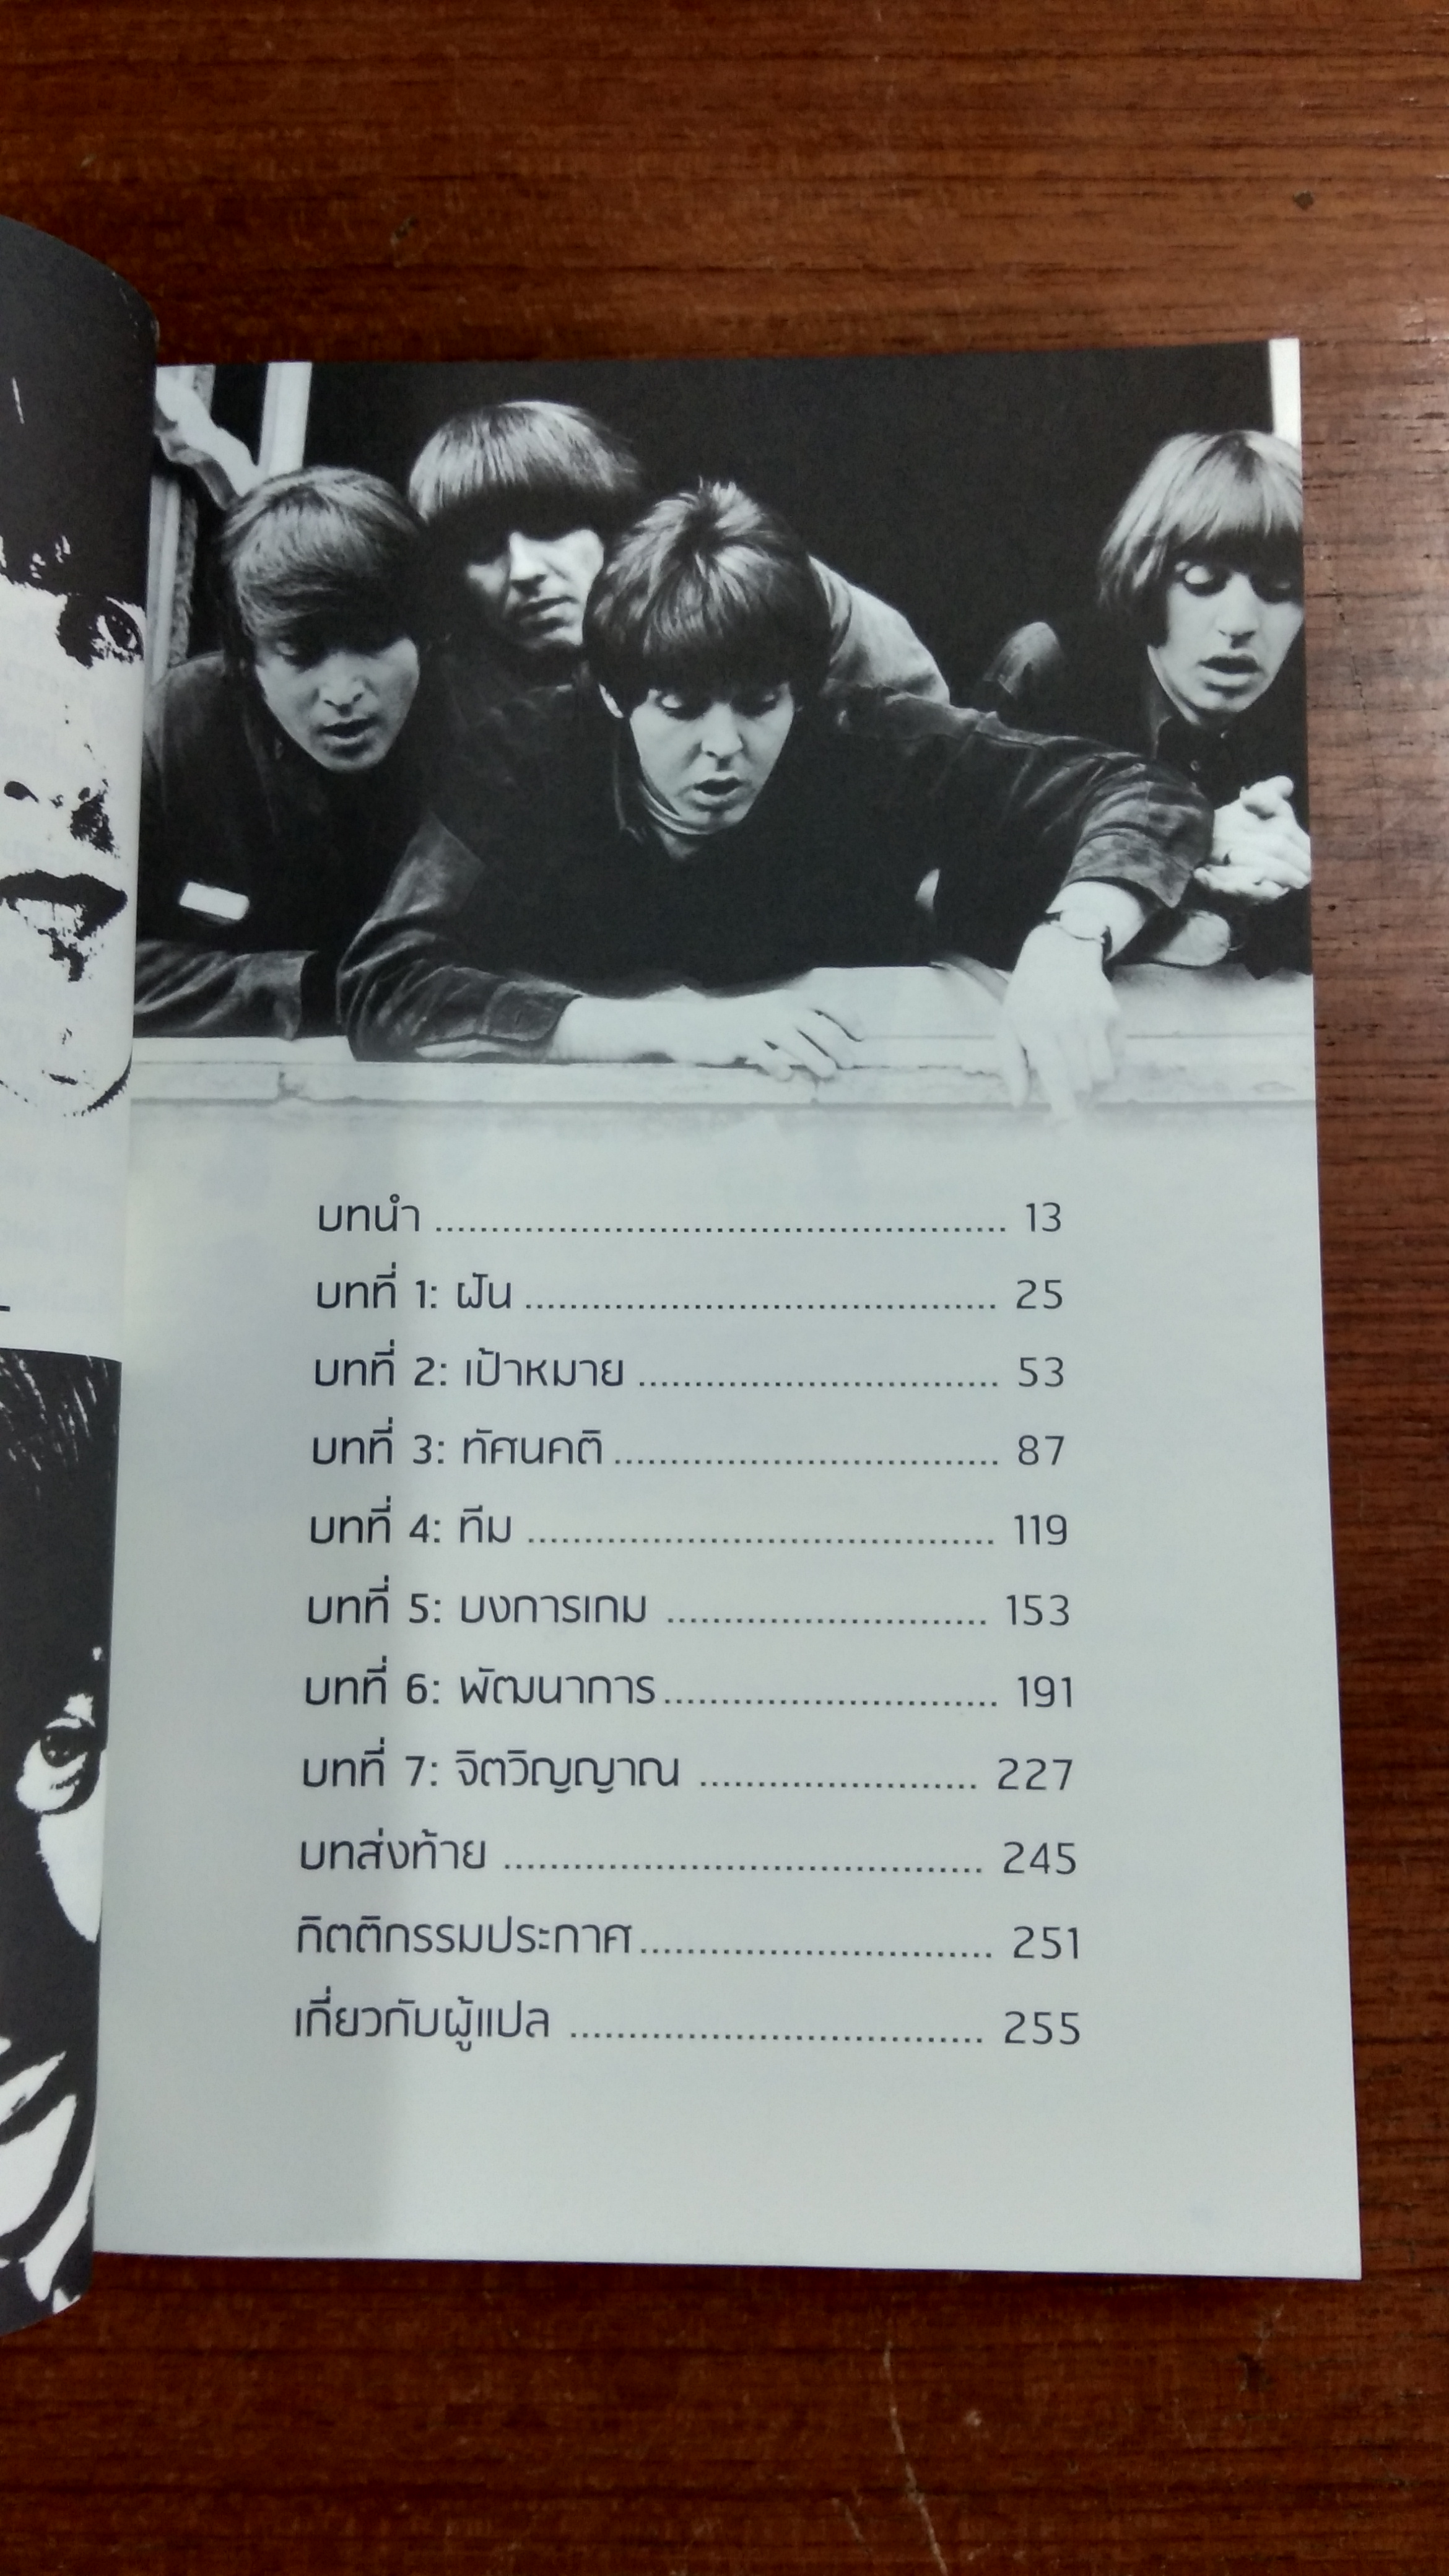 บทนำ ................................................... 13
บทที่ 1: ฝัน .......................................... 25
บทที่ 2: เป้าหมาย ................................ 53
บทที่ 3: ทัศนคติ .................................. 87
บทที่ 4: ทีม .......................................... 119
บทที่ 5: บงการเกม ............................. 153
บทที่ 6: พัฒนาการ .............................. 191
บทที่ 7: จิตวิญญาณ ......................... 227
บทส่งท้าย ........................................... 245
กิตติกรรมประกาศ ................................ 251
เกี่ยวกับผู้แปล ..................................... 255